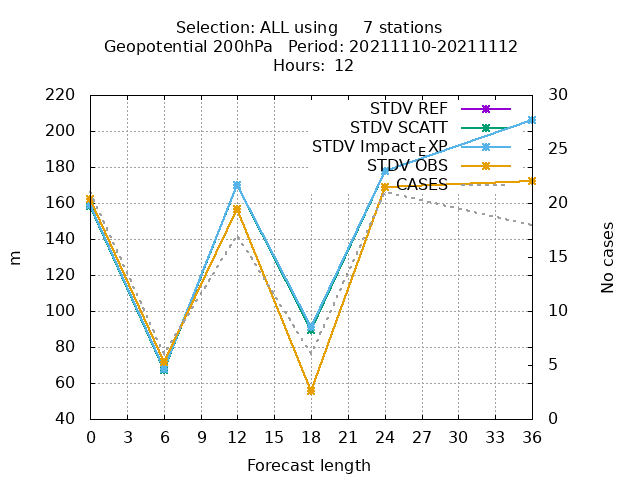 Selection: ALL using 7 stations
Geopotential 200hPa Period: 20211110-20211112
Hours: 12
STDV REF
STDV SCATT
STDV Impact_EXP
STDV OBS
CASES
220
200
180
160
140
120
100
80
60
40
m
30
25
20
15
10
5
0
No cases
0 3 6 9 12 15 18 21 24 27 30 33 36
Forecast length